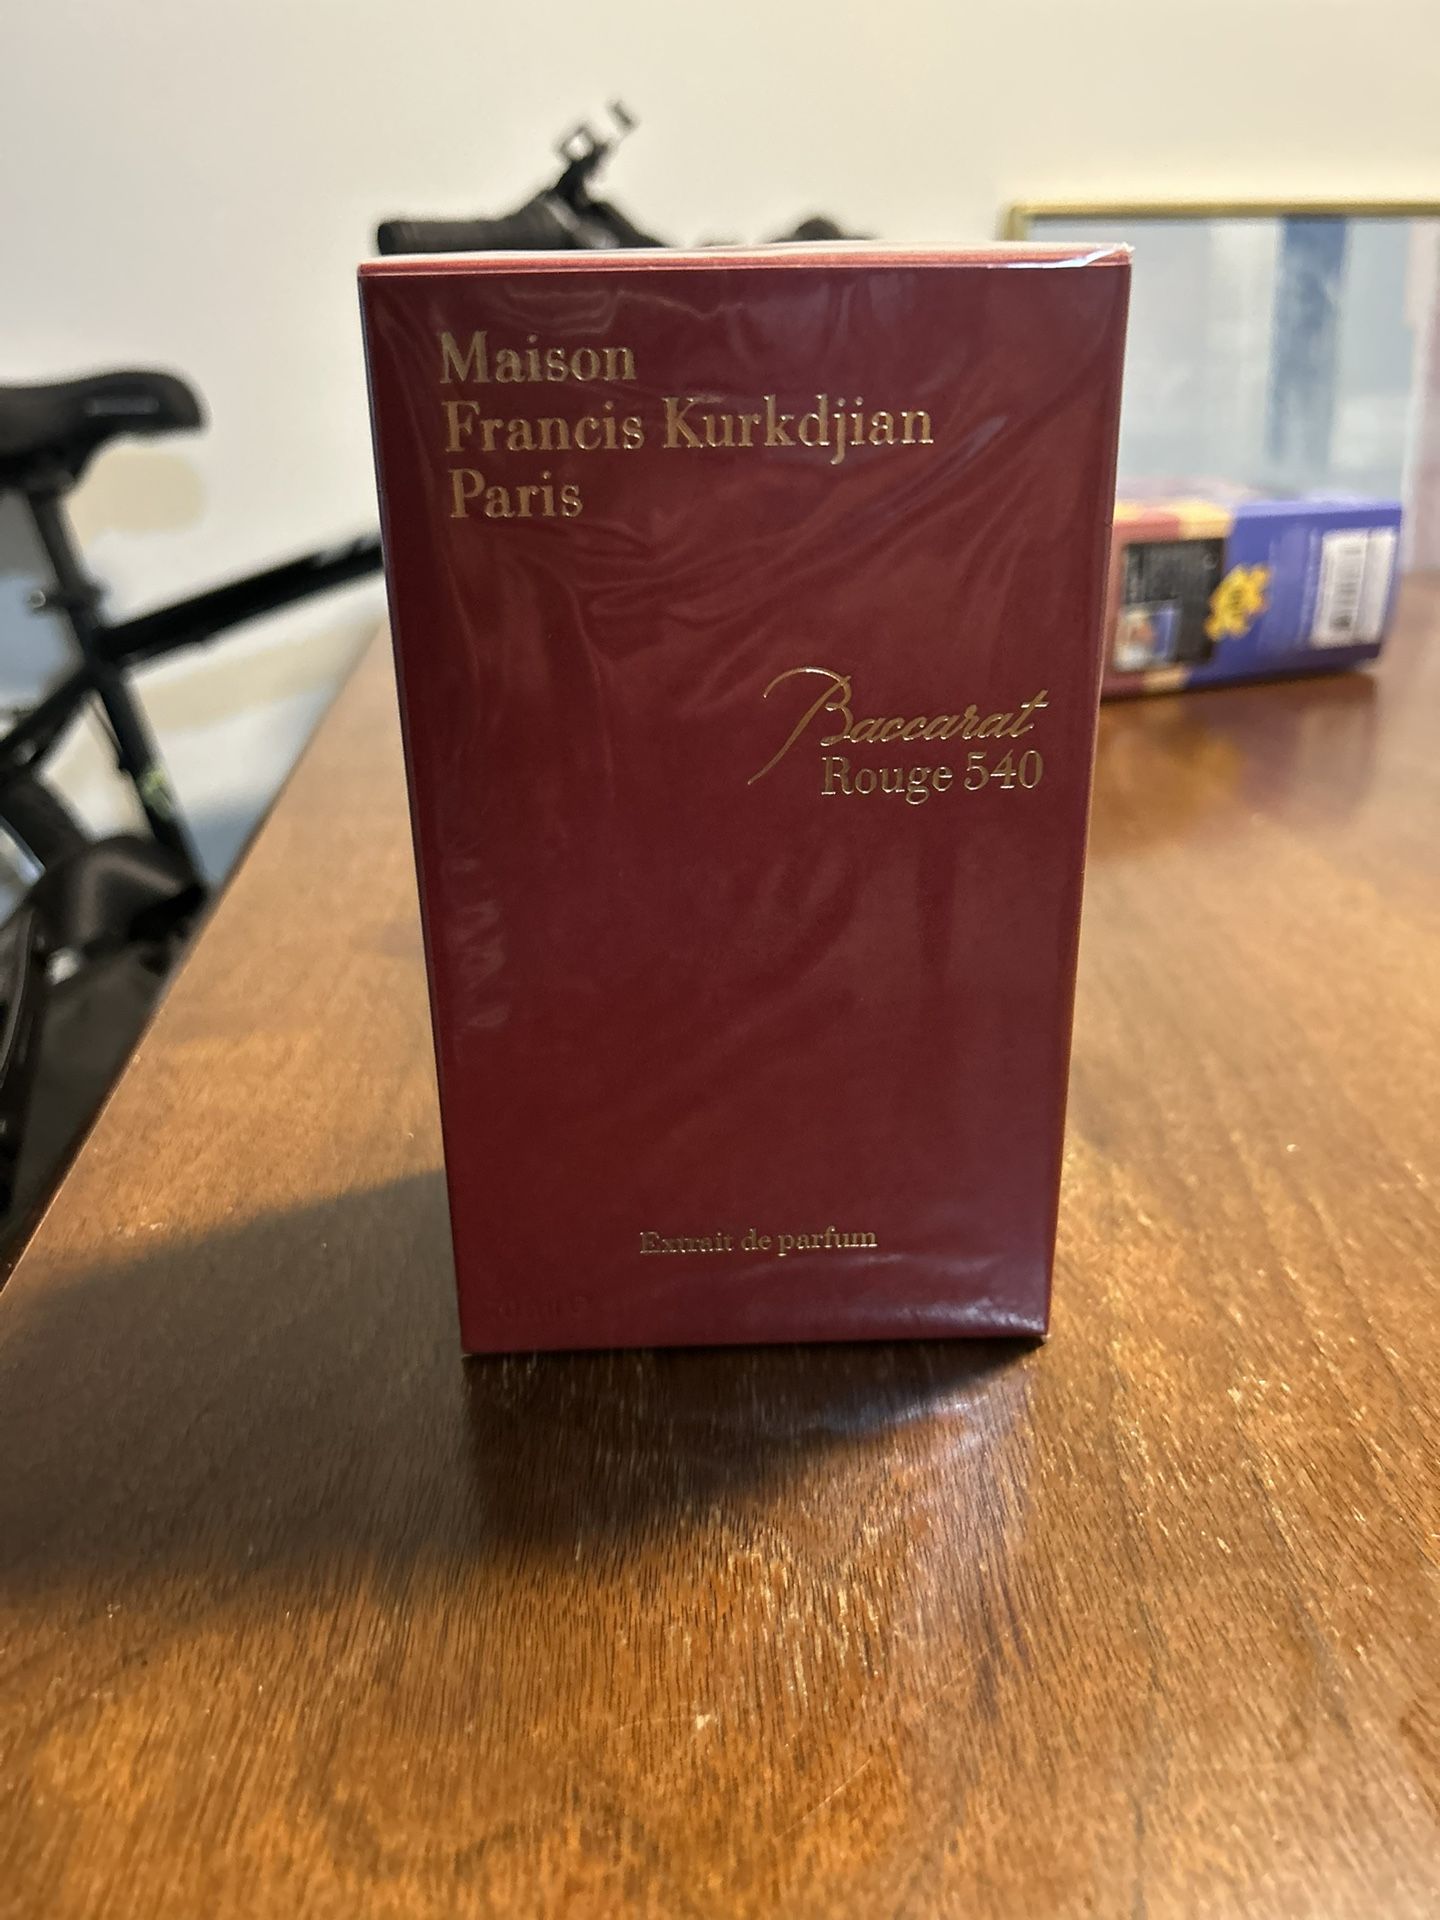 Maison
Francis Kurkdjian
Paris
Baccarat
Rouge 540
Extrait de parfum